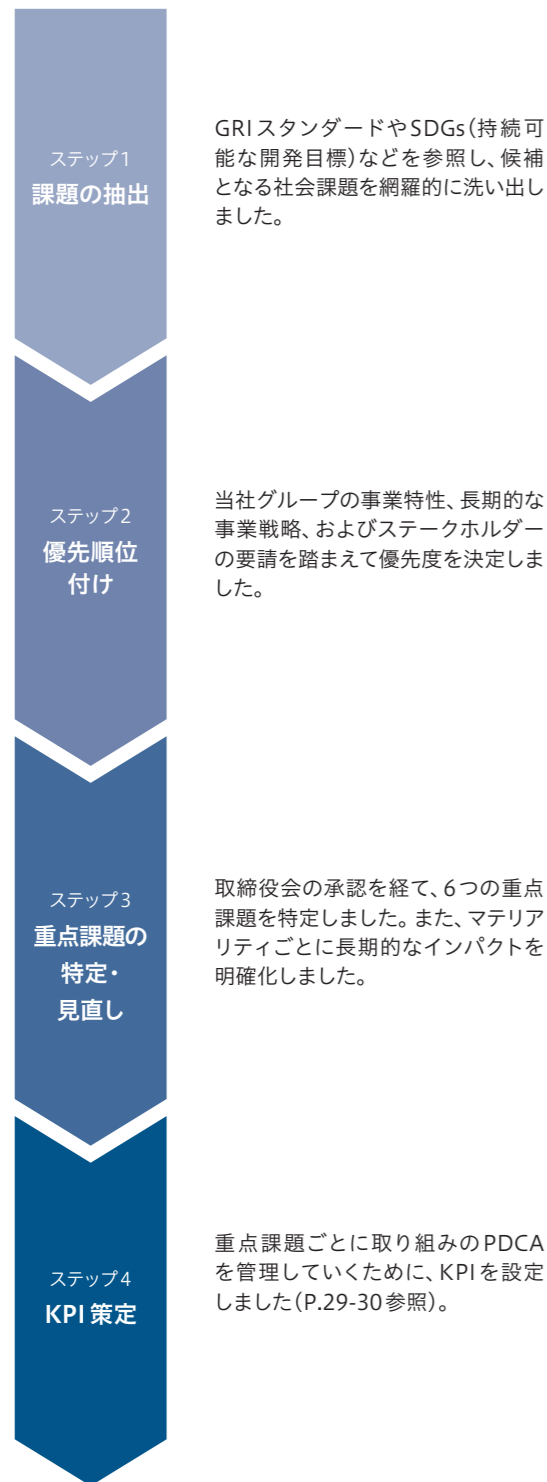 ステップ1
課題の抽出
GRIスタンダードやSDGs(持続可
能な開発目標)などを参照し、候補
となる社会課題を網羅的に洗い出し
ました。
ステップ2
優先順位
付け
当社グループの事業特性、長期的な
事業戦略、およびステークホルダー
の要請を踏まえて優先度を決定しま
した。
ステップ3
重点課題の
特定・
見直し
取締役会の承認を経て、6つの重点
課題を特定しました。また、マテリア
リティごとに長期的なインパクトを
明確化しました。
ステップ4
KPI策定
重点課題ごとに取り組みのPDCA
を管理していくために、KPIを設定
しました(P.29-30参照)。